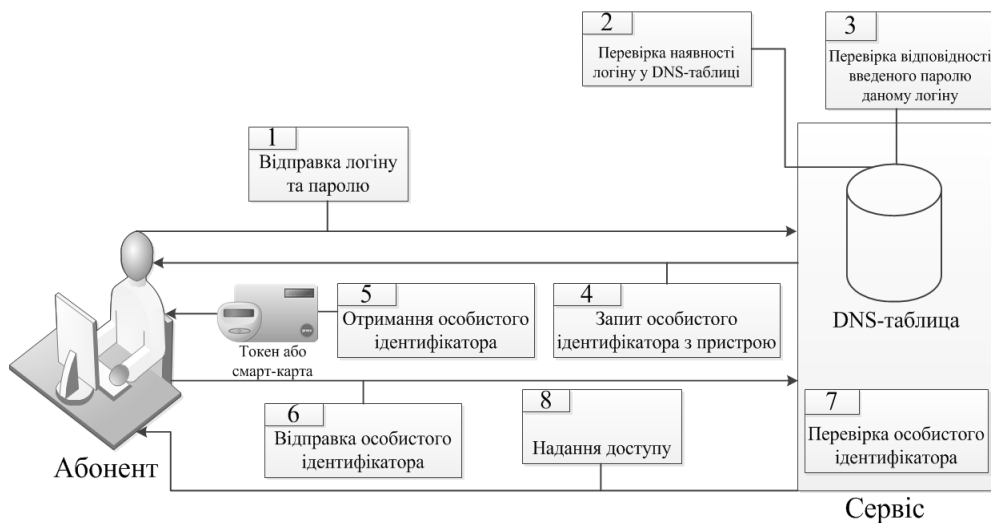 1
Відправка логіну
та паролю
2
Перевірка наявності
логіну у DNS-таблиці
3
Перевірка відповідності
введеного паролю
даному логіну
DNS-таблица
4
Запит особистого
ідентифікатора з пристрою
5
Отримання особистого
ідентифікатора
Токен або
смарт-карта
6
Відправка особистого
ідентифікатора
7
Перевірка особистого
ідентифікатора
8
Надання доступу
Абонент
Сервіс